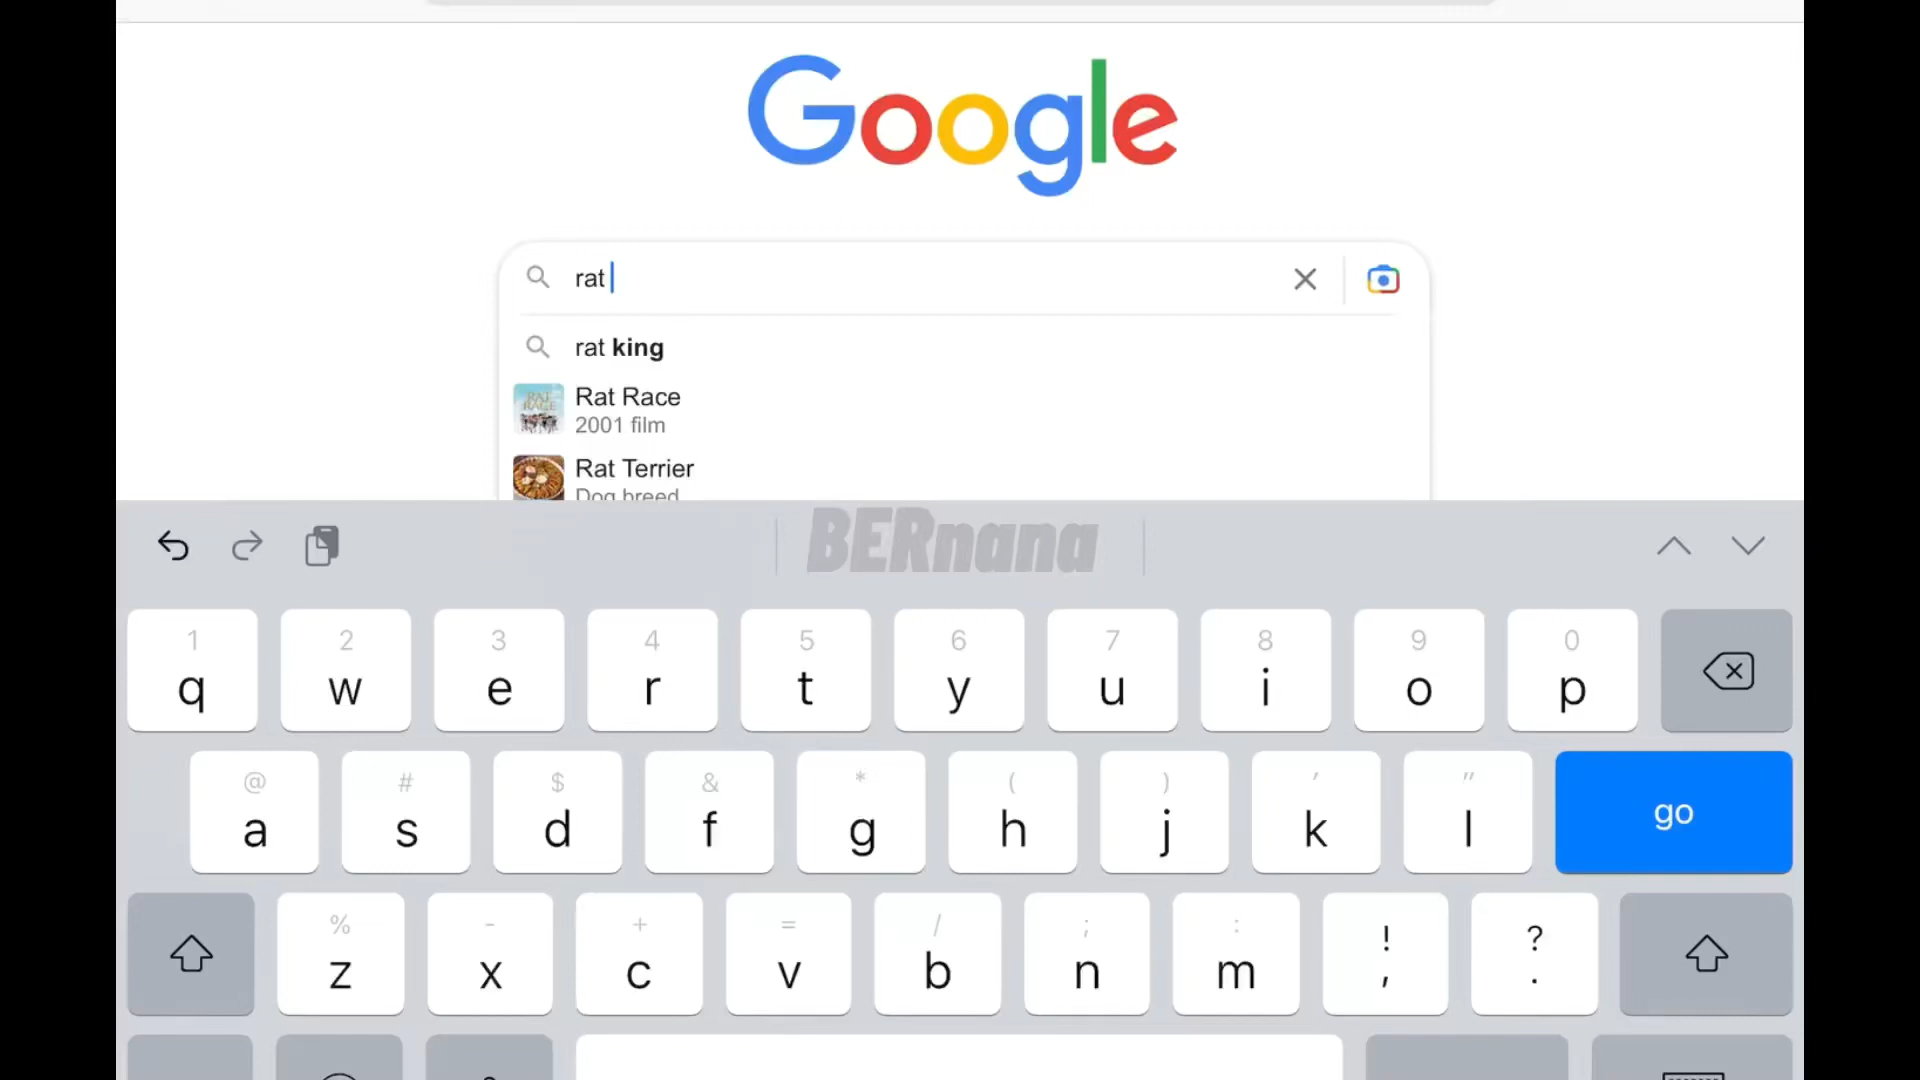 Google
rat
rat king
Rat Race
2001 film
Rat Terrier
Dog breed
BERnana
1 2 3 4 5 6 7 8 9 0
q w e r t y u i o p
@ # $ & * ( ) ' "
a s d f g h j k l go
% - + = / ; : ! ?
z x c v b n m , .